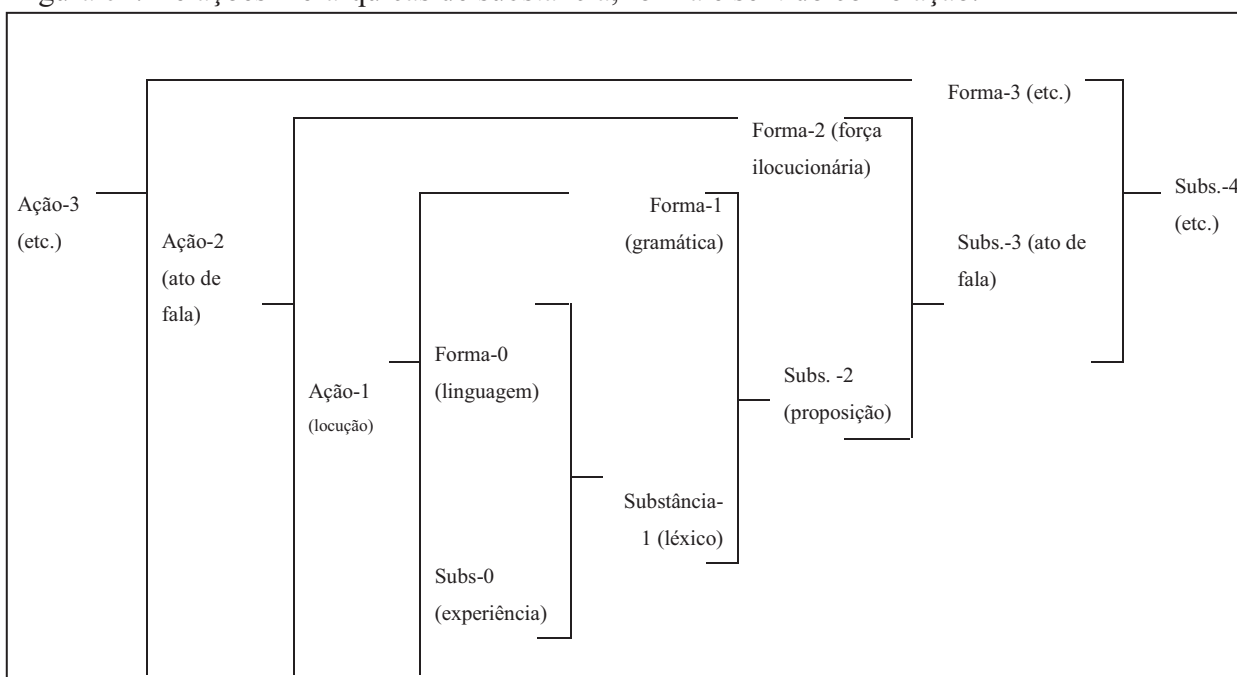 Forma-3 (etc.)
Forma-2 (força
ilocucionária)
Ação-3
(etc.)
Ação-2
(ato de
fala)
Forma-1
(gramática)
Subs.-4
(etc.)
Subs.-3 (ato de
fala)
Ação-1
(locução)
Forma-0
(linguagem)
Subs. -2
(proposição)
Substância-
1 (léxico)
Subs-0
(experiência)